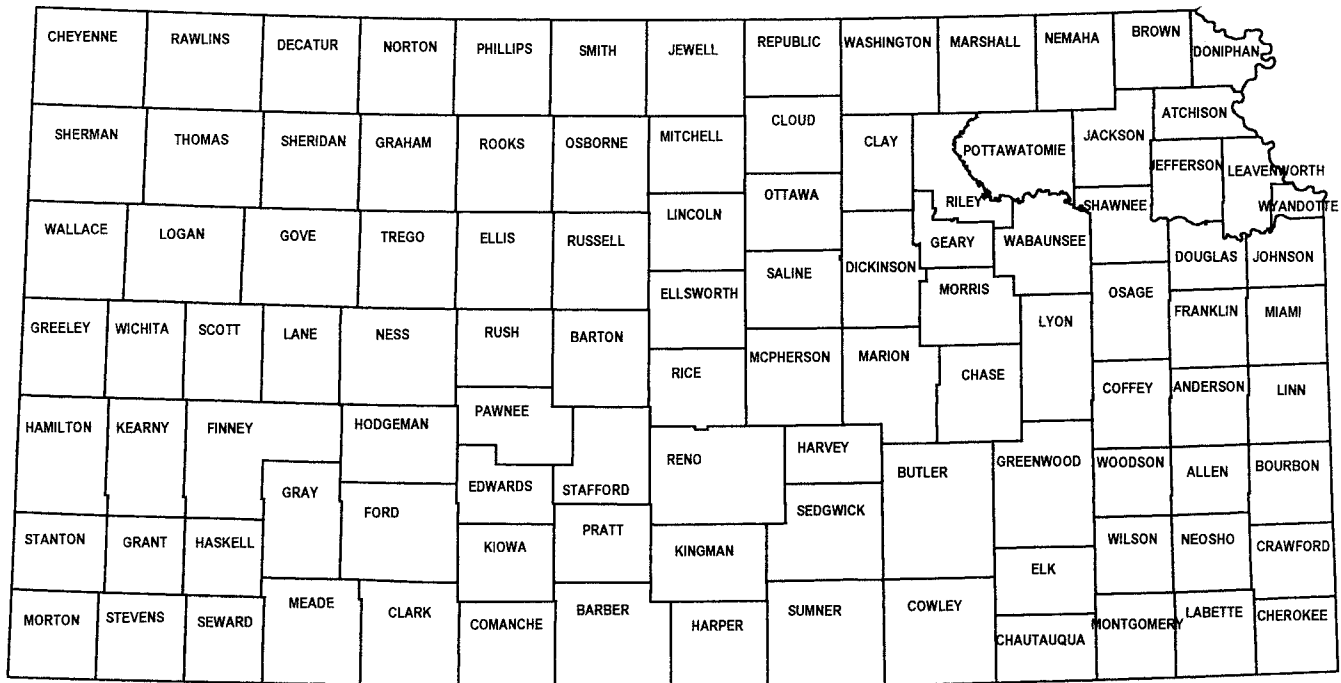 CHEYENNE
RAWLINS
DECATUR
NORTON
PHILLIPS
SMITH
JEWELL
REPUBLIC
WASHINGTON
MARSHALL
NEMAHA
BROWN
DONIPHAN
SHERMAN
THOMAS
SHERIDAN
GRAHAM
ROOKS
OSBORNE
MITCHELL
CLOUD
CLAY
POTTAWATOMIE
JACKSON
ATCHISON
JEFFERSON
LEAVENWORTH
WALLACE
LOGAN
GOVE
TREGO
ELLIS
RUSSELL
LINCOLN
OTTAWA
RILEY
SHAWNEE
WYANDOTTE
GEARY
WABAUNSEE
DOUGLAS
JOHNSON
ELLSWORTH
SALINE
DICKINSON
MORRIS
OSAGE
GREELEY
WICHITA
SCOTT
LANE
NESS
RUSH
BARTON
RICE
MCPHERSON
MARION
CHASE
LYON
FRANKLIN
MIAMI
COFFEY
ANDERSON
LINN
HAMILTON
KEARNY
FINNEY
HODGEMAN
PAWNEE
STAFFORD
RENO
HARVEY
BUTLER
GREENWOOD
WOODSON
ALLEN
BOURBON
GRAY
FORD
EDWARDS
SEDGWICK
STANTON
GRANT
HASKELL
KIOWA
PRATT
KINGMAN
ELK
WILSON
NEOSHO
CRAWFORD
MORTON
STEVENS
SEWARD
MEADE
CLARK
COMANCHE
BARBER
HARPER
SUMNER
COWLEY
CHAUTAUQUA
MONTGOMERY
LABETTE
CHEROKEE